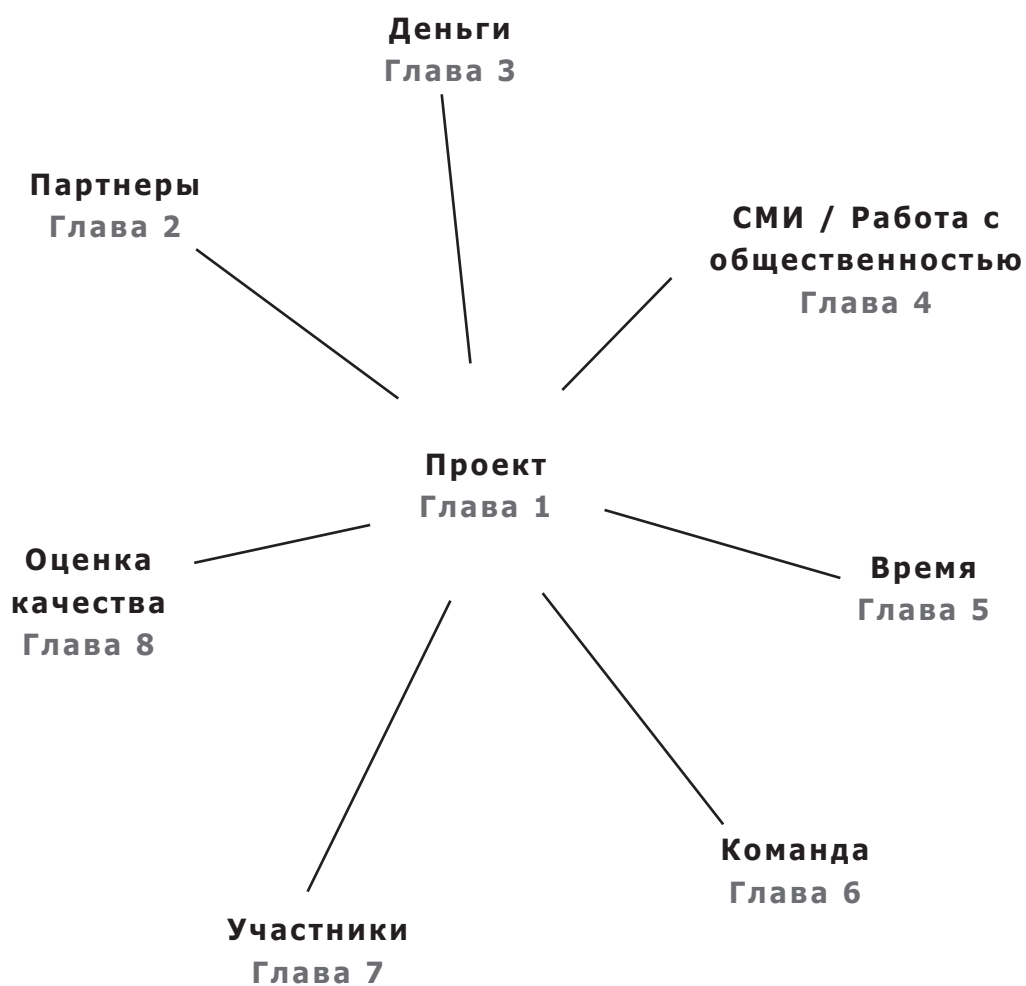 Деньги
Глава 3
Партнеры
Глава 2
СМИ / Работа с
общественностью
Глава 4
Проект
Глава 1
Оценка
качества
Глава 8
Время
Глава 5
Команда
Глава 6
Участники
Глава 7